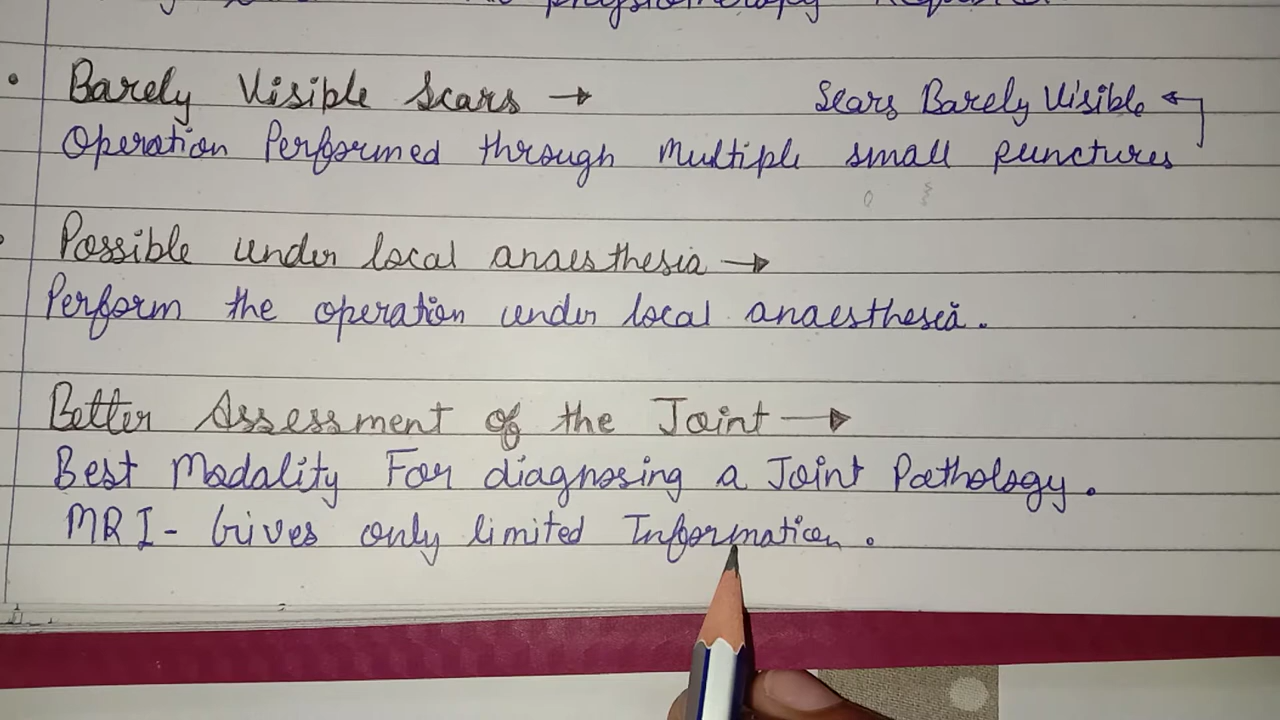 physiotherapy
• Barely Visible Scars → Scars Barely Visible ←
Operation Performed through Multiple small punctures
Possible under local anaesthesia →
Perform the operation under local anaesthesia.
Better Assessment of the Joint →
Best Modality For diagnosing a Joint Pathology.
MRI - Gives only limited Information.